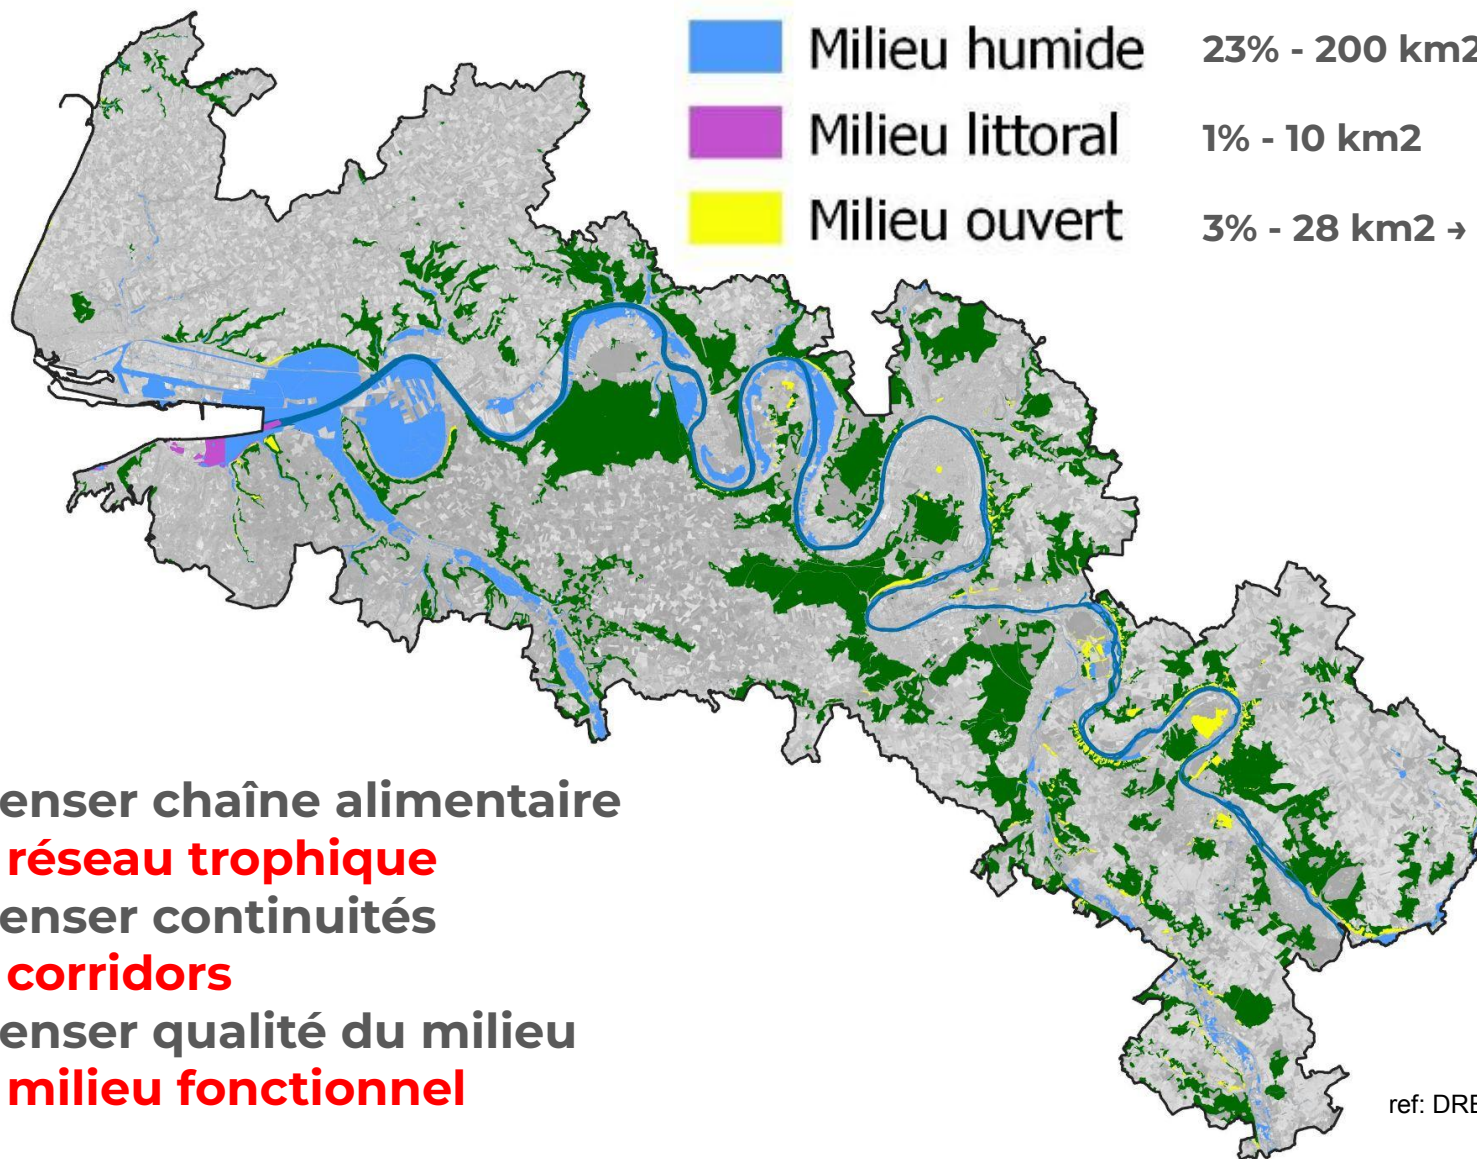 Milieu humide 23% - 200 km2
Milieu littoral 1% - 10 km2
Milieu ouvert 3% - 28 km2 →
enser chaîne alimentaire
réseau trophique
enser continuités
corridors
enser qualité du milieu
milieu fonctionnel
ref: DRE